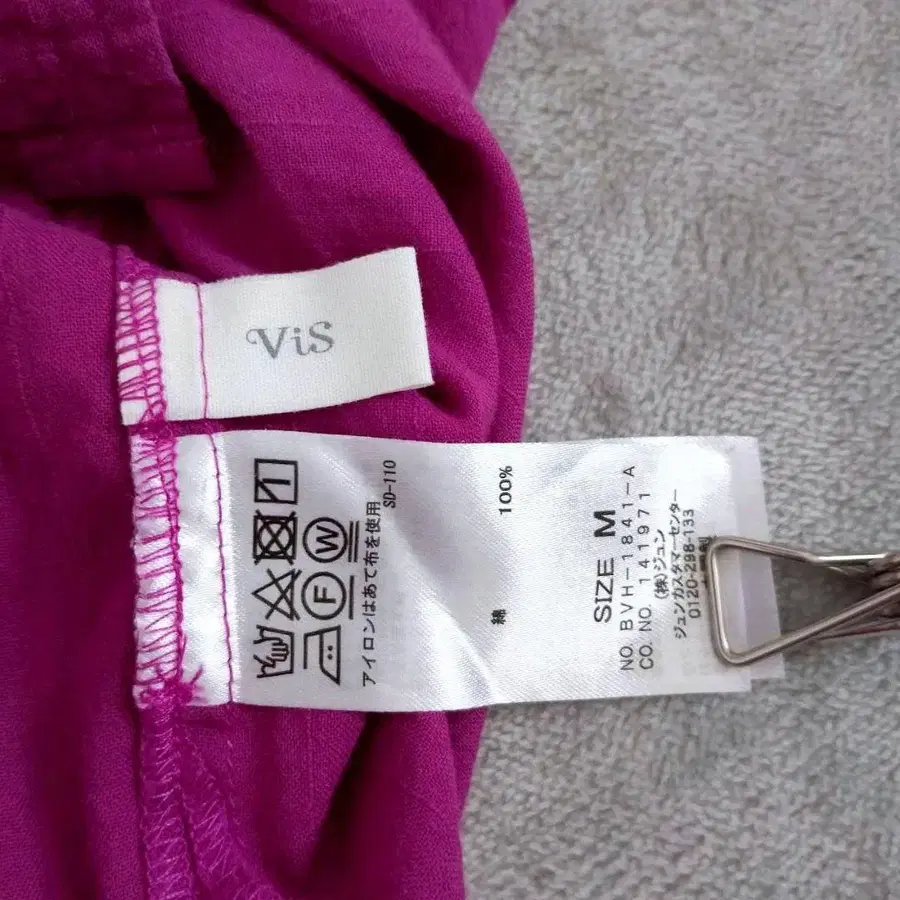 ViS
F W
アイロンはあて布を使用
SD-110
綿 100%
SIZE M
NO. BVH-1841-A
CO. NO. 141971
(株)ジュン
ジュンカスタマーセンター
0120-298-133